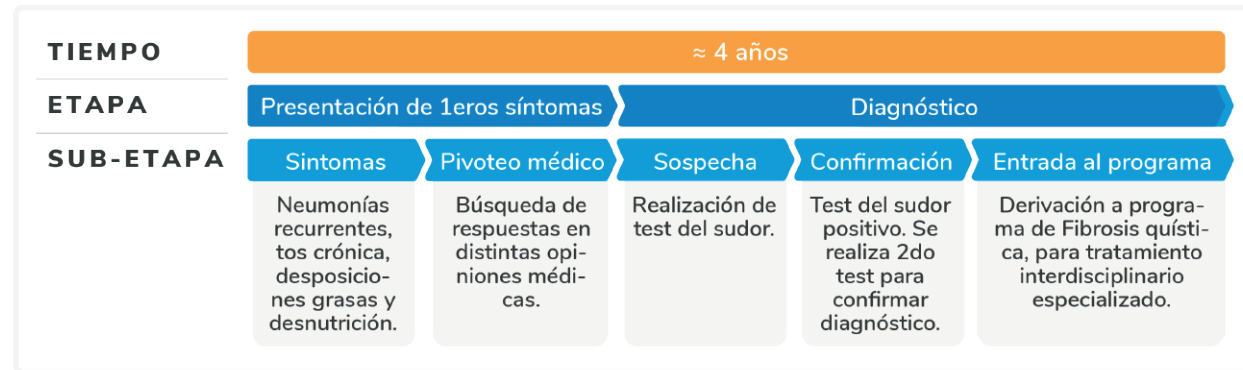 TIEMPO
≈ 4 años
ETAPA
Presentación de 1eros síntomas
Diagnóstico
SUB-ETAPA
Sintomas
Pivoteo médico
Sospecha
Confirmación
Entrada al programa
Neumonías
recurrentes,
tos crónica,
desposicio-
nes grasas y
desnutrición.
Búsqueda de
respuestas en
distintas opi-
niones médi-
cas.
Realización de
test del sudor.
Test del sudor
positivo. Se
realiza 2do
test para
confirmar
diagnóstico.
Derivación a progra-
ma de Fibrosis quísti-
ca, para tratamiento
interdisciplinario
especializado.